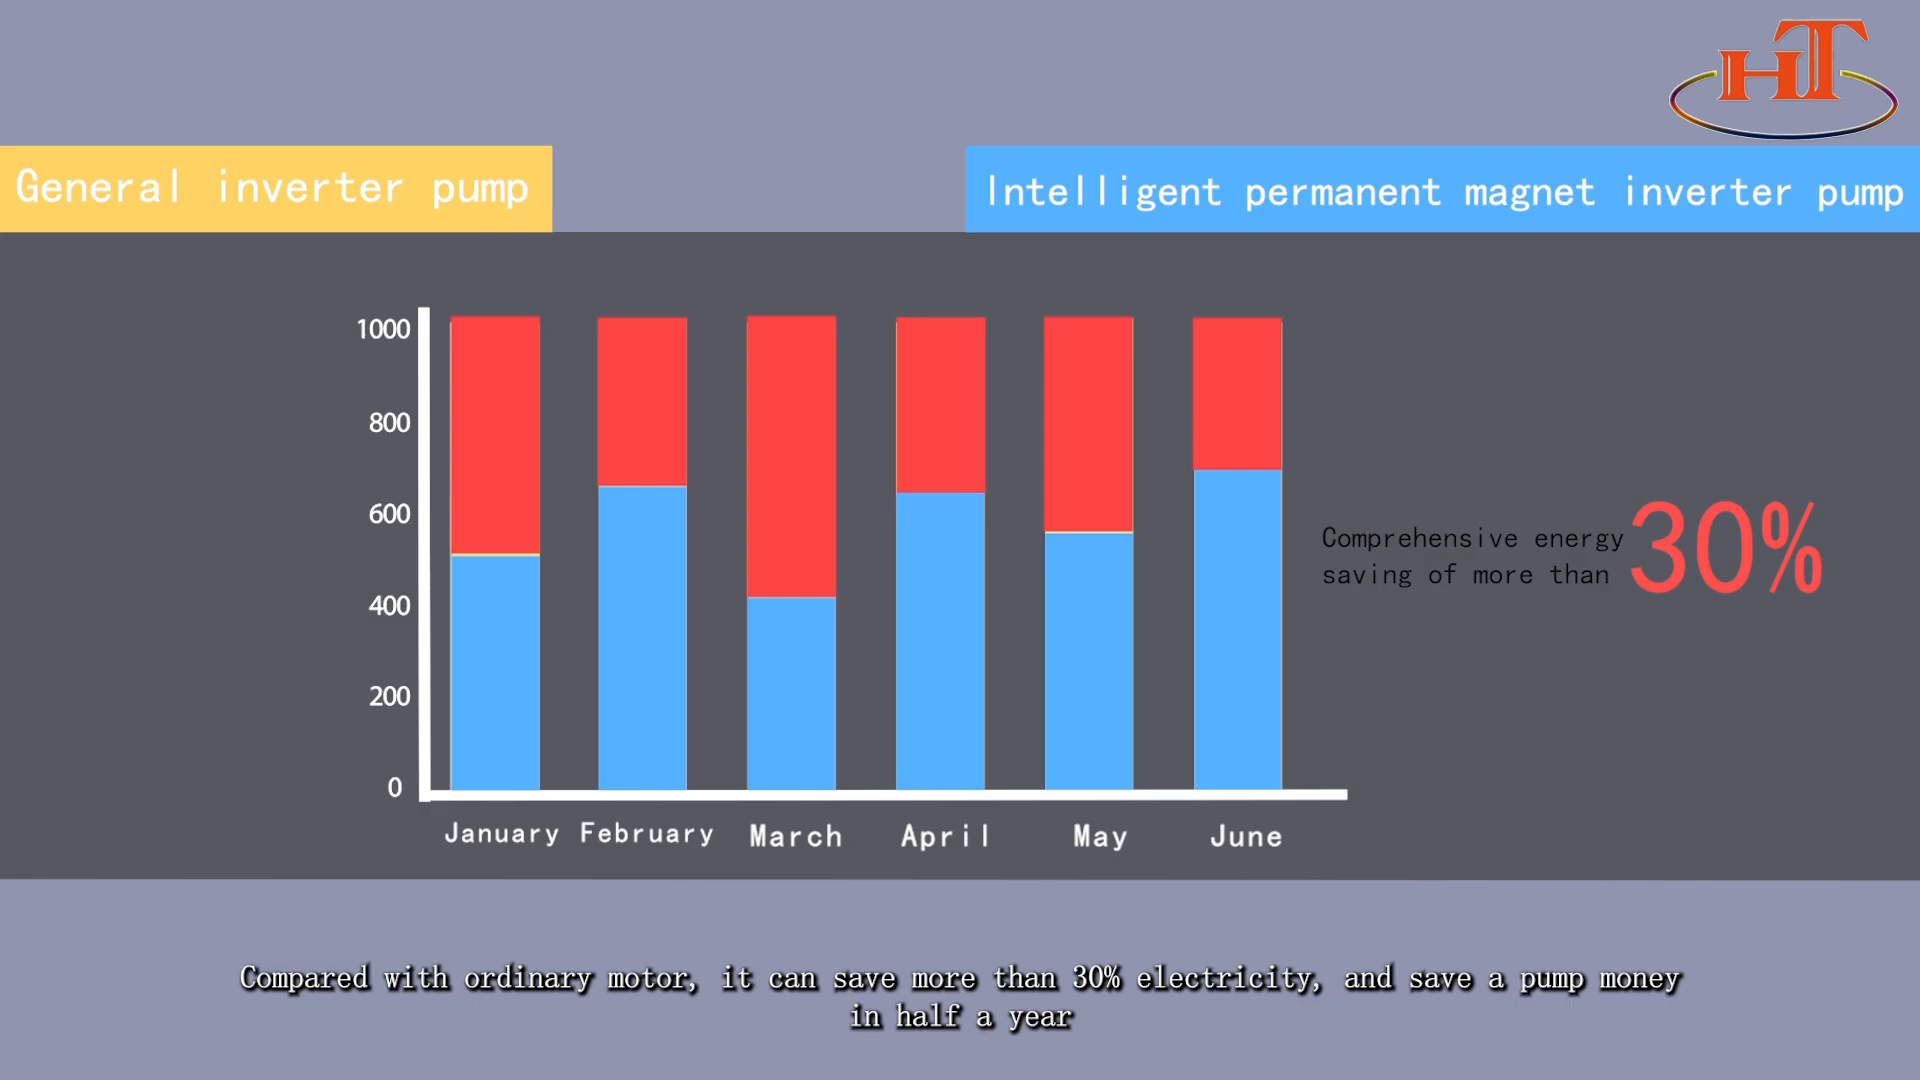 HT
General inverter pump
Intelligent permanent magnet inverter pump
1000
800
600
400
200
0
January February March April May June
Comprehensive energy
saving of more than
30%
Compared with ordinary motor, it can save more than 30% electricity, and save a pump money
in half a year